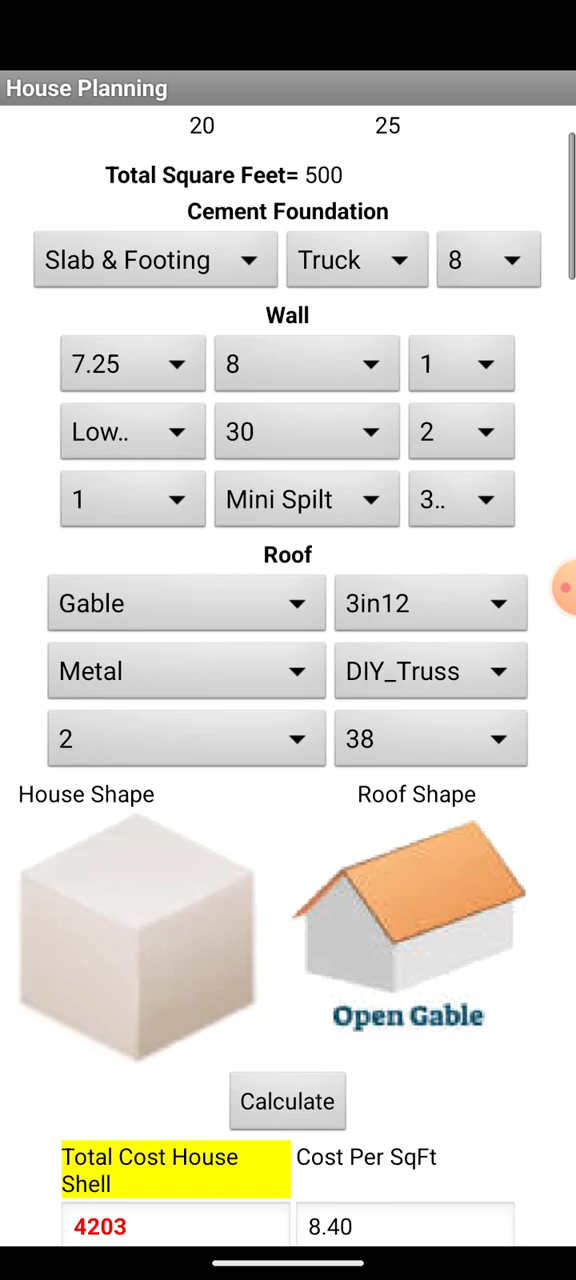 House Planning
20 25
Total Square Feet= 500
Cement Foundation
Slab & Footing Truck 8
Wall
7.25 8 1
Low.. 30 2
1 Mini Spilt 3..
Roof
Gable 3in12
Metal DIY_Truss
2 38
House Shape Roof Shape
Open Gable
Calculate
Total Cost House Shell Cost Per SqFt
4203 8.40